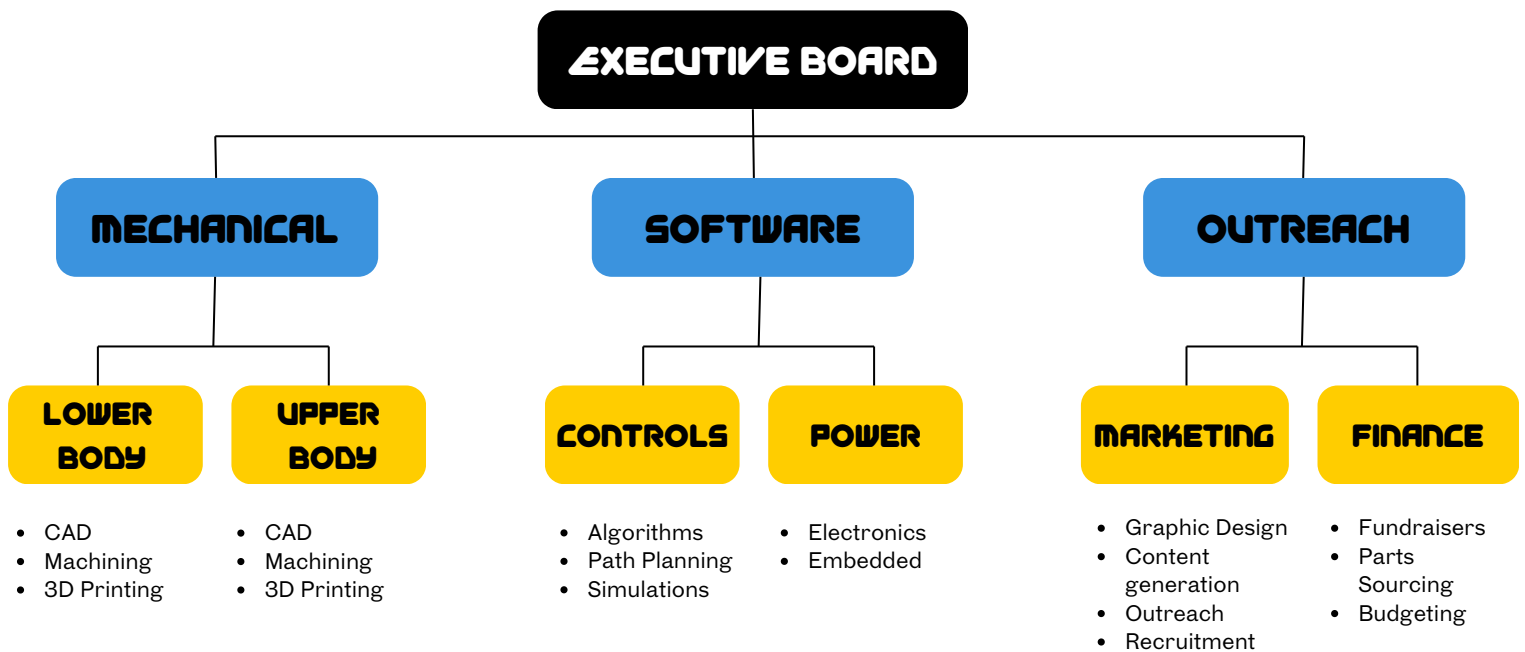 EXECUTIVE BOARD
MECHANICAL
SOFTWARE
OUTREACH
LOWER
BODY
UPPER
BODY
CONTROLS
POWER
MARKETING
FINANCE
• CAD
• Machining
• 3D Printing
• CAD
• Machining
• 3D Printing
• Algorithms
• Path Planning
• Simulations
• Electronics
• Embedded
• Graphic Design
• Content
generation
• Outreach
• Recruitment
• Fundraisers
• Parts
Sourcing
• Budgeting